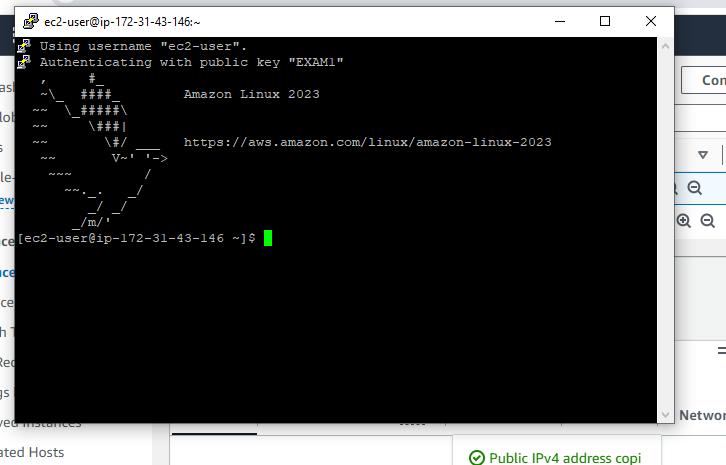 ec2-user@ip-172-31-43-146:~
Using username "ec2-user".
Authenticating with public key "EXAM1"
   ,     #_
   ~\_  ####_        Amazon Linux 2023
  ~~  \_#####\
  ~~     \###|
  ~~       \#/ ___   https://aws.amazon.com/linux/amazon-linux-2023
   ~~       V~' '->
    ~~~         /
      ~~._.   _/
         _/ _/
       _/m/'
[ec2-user@ip-172-31-43-146 ~]$
Networ
Public IPv4 address copi
ated Hosts